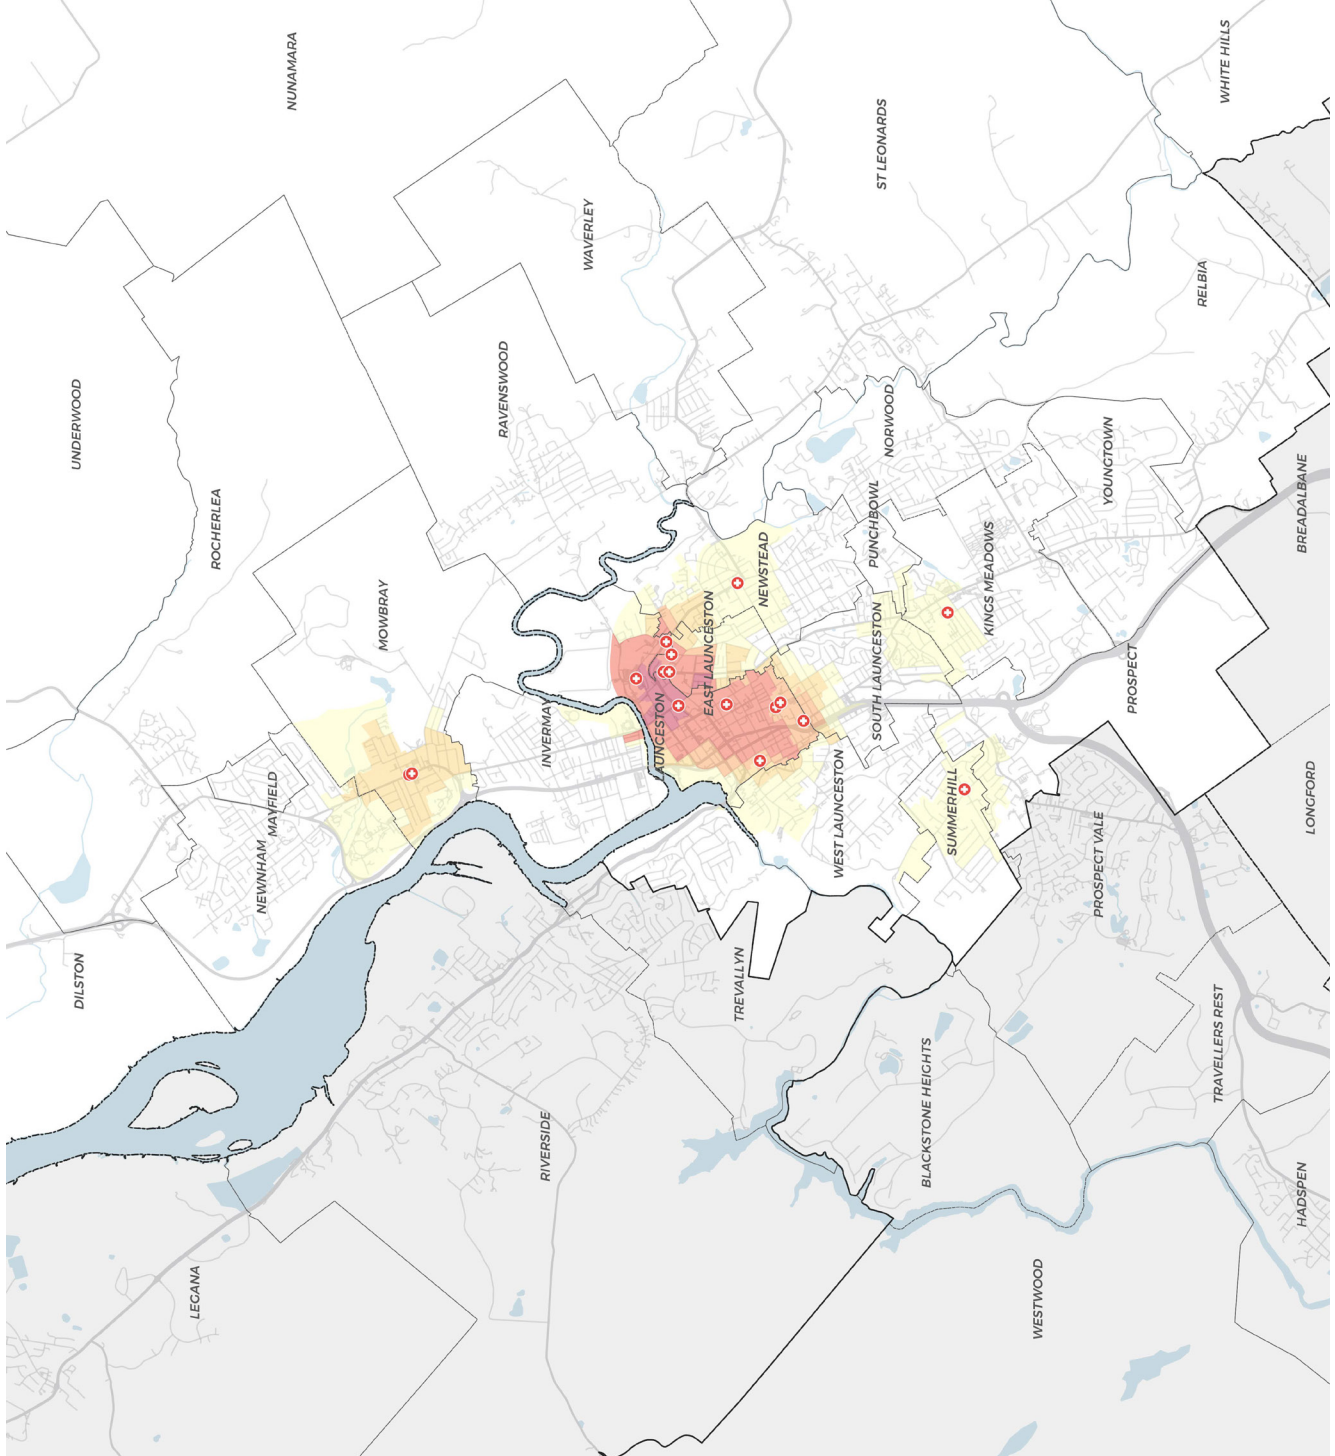 NUNAMARA
WHITE HILLS
ST LEONARDS
WAVERLEY
RELBIA
RAVENSWOOD
UNDERWOOD
NORWOOD
YOUNGTOWN
BREADALBANE
ROCHERLEA
PUNCHBOWL
NEWSTEAD
KINGS MEADOWS
MOWBRAY
EAST LAUNCESTON
SOUTH LAUNCESTON
PROSPECT
INVERMAY
LAUNCESTON
MAYFIELD
LONGFORD
SUMMERHILL
WEST LAUNCESTON
PROSPECT VALE
NEWNHAM
DILSTON
TREVALLYN
TRAVELLERS REST
BLACKSTONE HEIGHTS
RIVERSIDE
HADSPEN
LEGANA
WESTWOOD